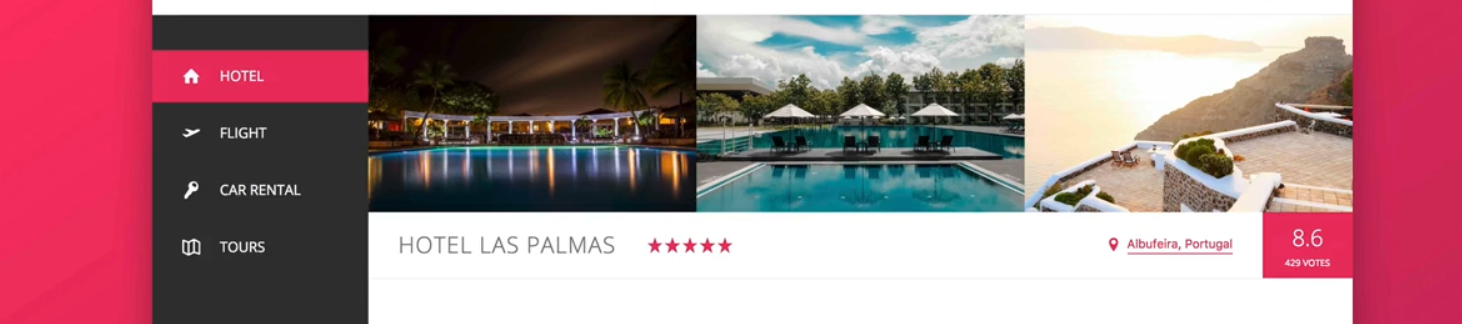 HOTEL
FLIGHT
CAR RENTAL
TOURS
HOTEL LAS PALMAS
Albufeira, Portugal
8.6
429 VOTES